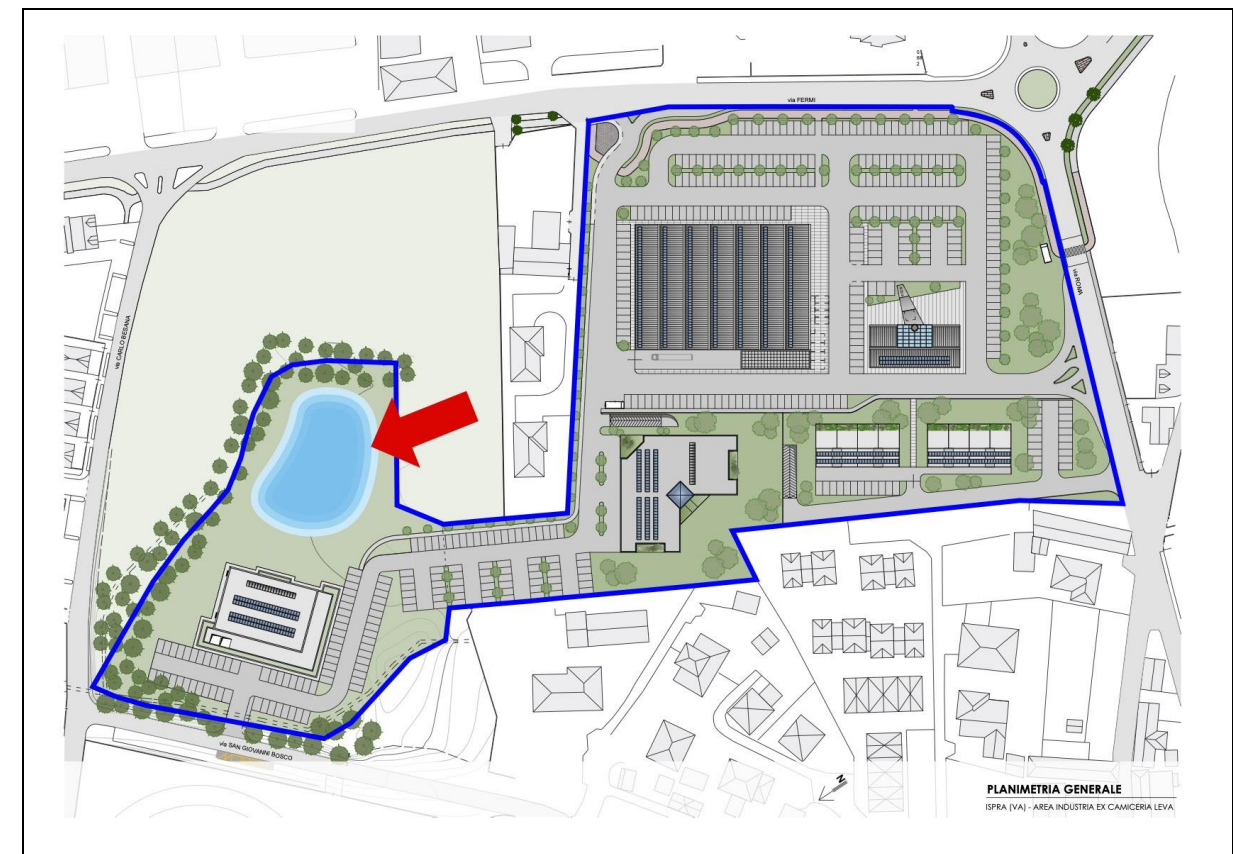 via FERMI
via ROMA
via CARLO BESANA
via SAN GIOVANNI BOSCO
N
PLANIMETRIA GENERALE
ISPRA (VA) - AREA INDUSTRIA EX CAMICERIA LEVA